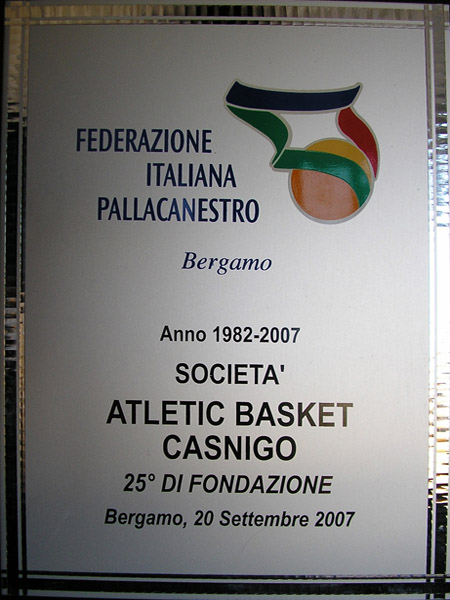 FEDERAZIONE
ITALIANA
PALLACANESTRO
Bergamo
Anno 1982-2007
SOCIETA'
ATLETIC BASKET
CASNIGO
25° DI FONDAZIONE
Bergamo, 20 Settembre 2007